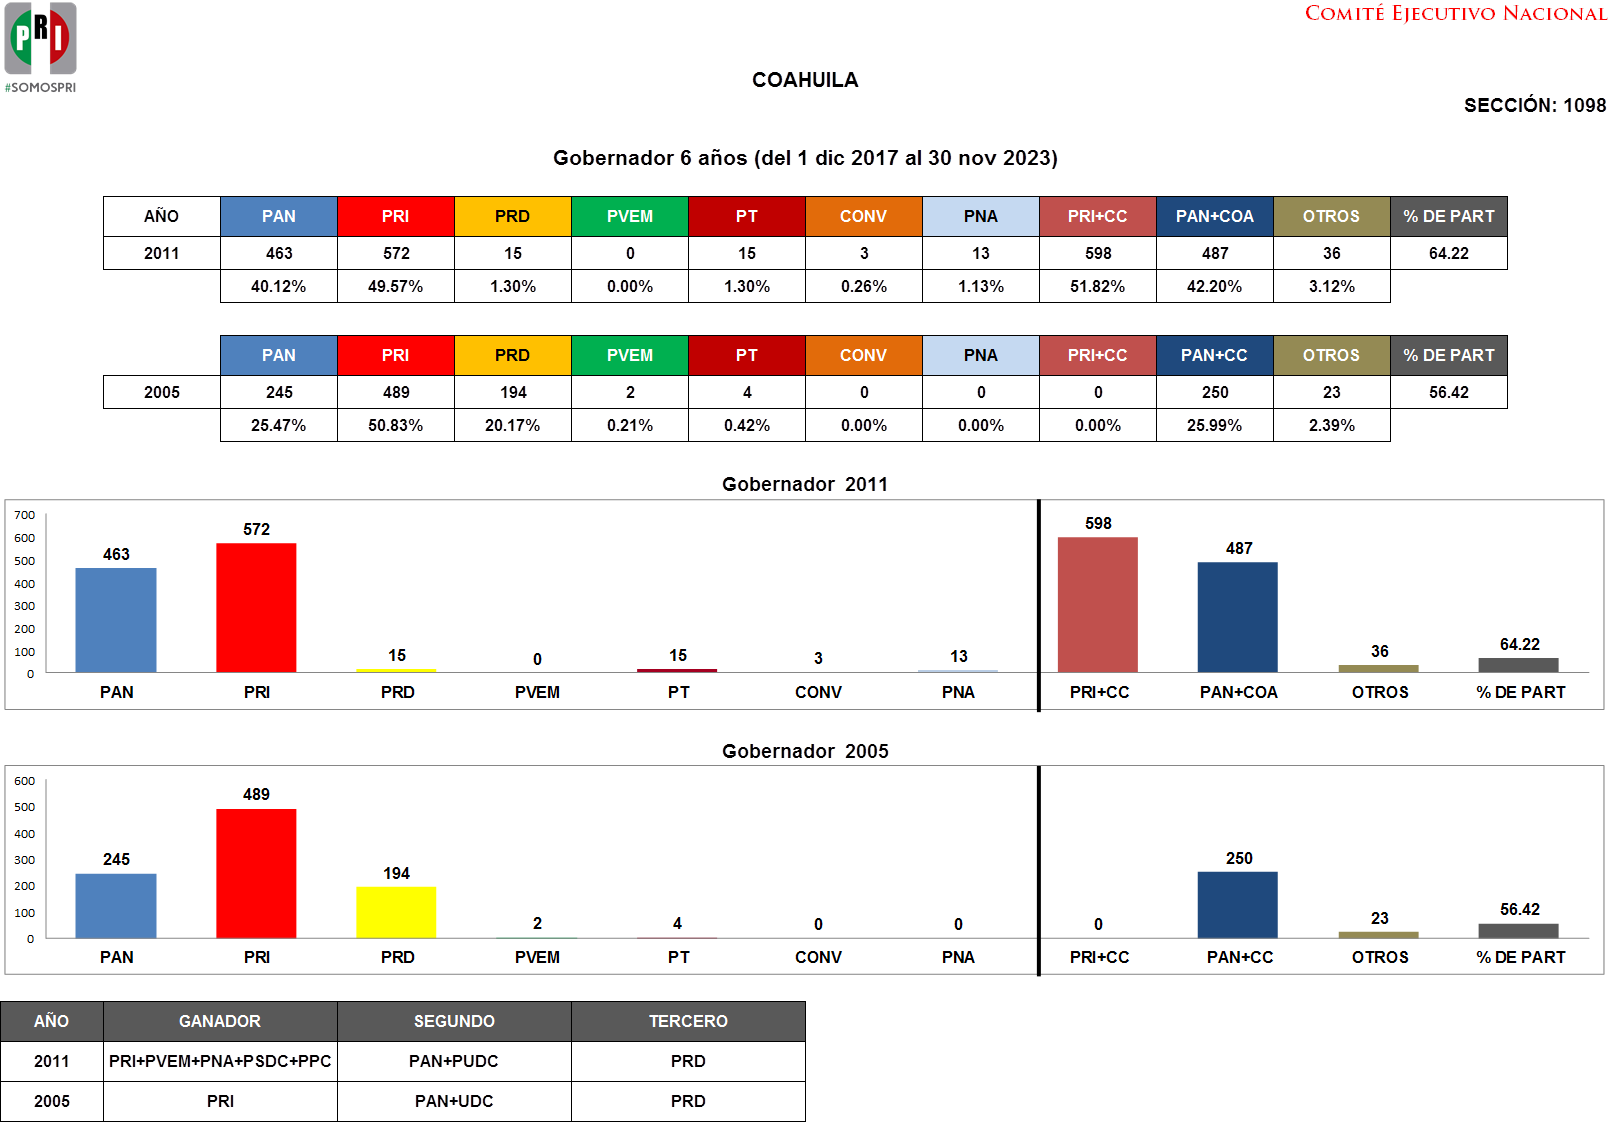 PRI
#SOMOSPRI
COMITÉ EJECUTIVO NACIONAL
COAHUILA
SECCIÓN: 1098
Gobernador 6 años (del 1 dic 2017 al 30 nov 2023)
AÑO PAN PRI PRD PVEM PT CONV PNA PRI+CC PAN+COA OTROS % DE PART
2011 463 572 15 0 15 3 13 598 487 36 64.22
40.12% 49.57% 1.30% 0.00% 1.30% 0.26% 1.13% 51.82% 42.20% 3.12%
PAN PRI PRD PVEM PT CONV PNA PRI+CC PAN+CC OTROS % DE PART
2005 245 489 194 2 4 0 0 0 250 23 56.42
25.47% 50.83% 20.17% 0.21% 0.42% 0.00% 0.00% 0.00% 25.99% 2.39%
Gobernador 2011
700
600
500
400
300
200
100
0
463 572 15 0 15 3 13 598 487 36 64.22
PAN PRI PRD PVEM PT CONV PNA PRI+CC PAN+COA OTROS % DE PART
Gobernador 2005
600
500
400
300
200
100
0
245 489 194 2 4 0 0 0 250 23 56.42
PAN PRI PRD PVEM PT CONV PNA PRI+CC PAN+CC OTROS % DE PART
AÑO GANADOR SEGUNDO TERCERO
2011 PRI+PVEM+PNA+PSDC+PPC PAN+PUDC PRD
2005 PRI PAN+UDC PRD